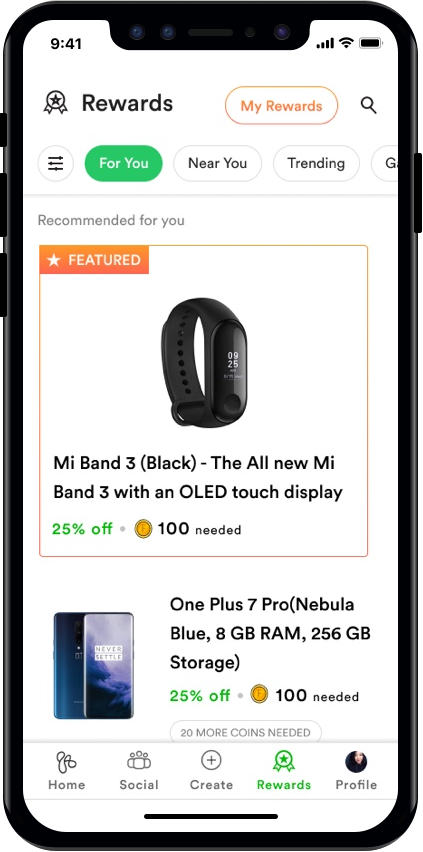 9:41
Rewards
My Rewards
For You
Near You
Trending
Recommended for you
FEATURED
09
25
Mi Band 3 (Black) - The All new Mi
Band 3 with an OLED touch display
25% off • 100 needed
One Plus 7 Pro(Nebula
Blue, 8 GB RAM, 256 GB
Storage)
NEVER
SETTLE
25% off • 100 needed
20 MORE COINS NEEDED
Home
Social
Create
Rewards
Profile